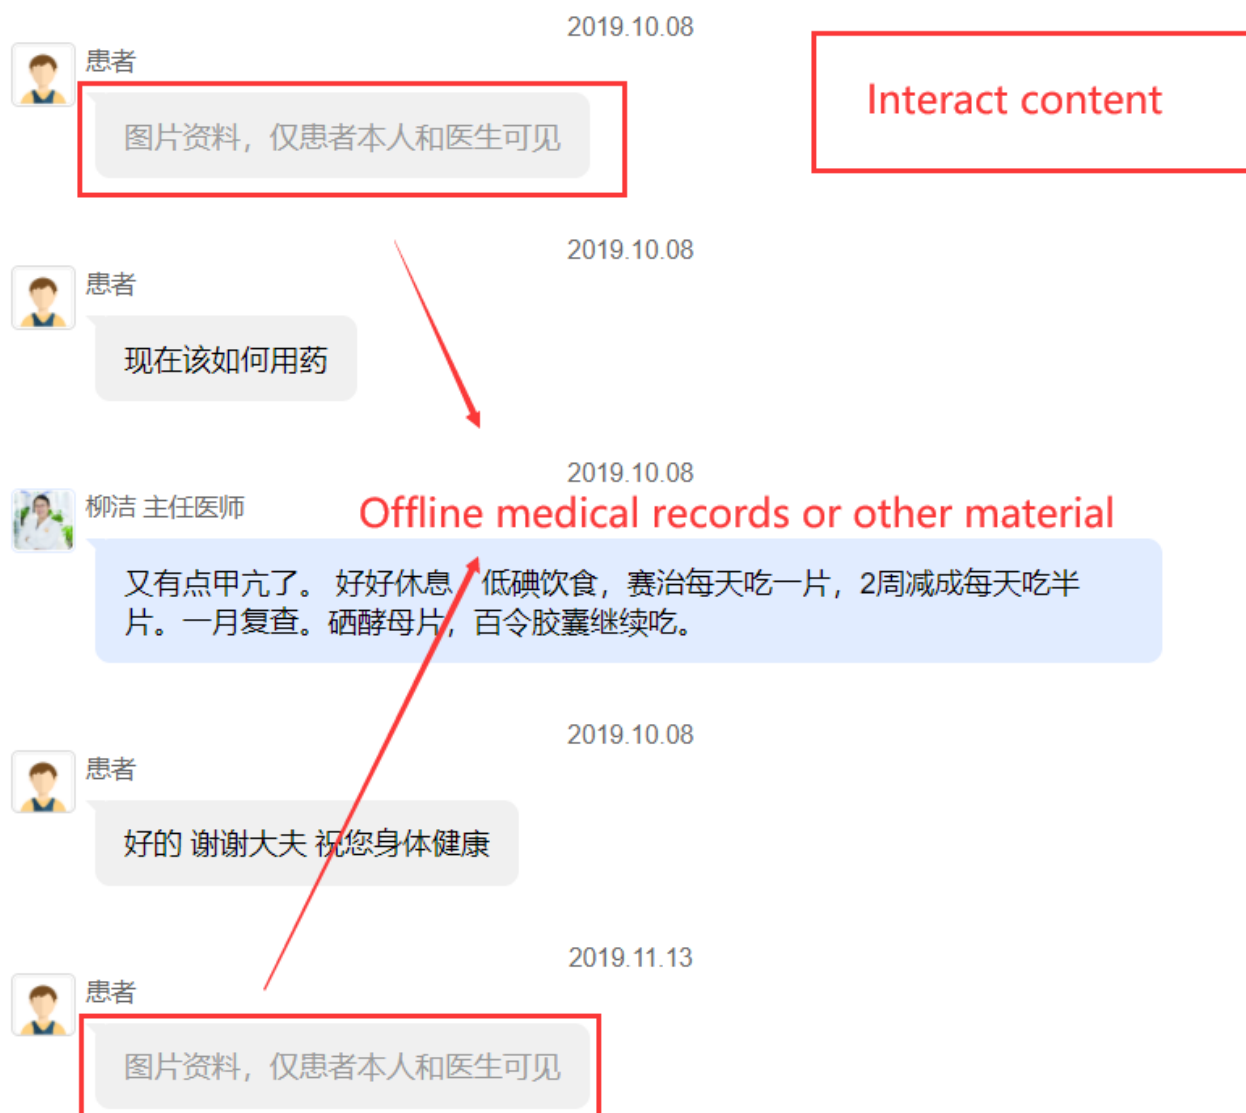 2019.10.08
患者
Interact content
图片资料，仅患者本人和医生可见
2019.10.08
患者
现在该如何用药
2019.10.08
柳洁 主任医师
Offline medical records or other material
又有点甲亢了。 好好休息，低碘饮食，赛治每天吃一片，2周减成每天吃半
片。一月复查。硒酵母片，百令胶囊继续吃。
2019.10.08
患者
好的 谢谢大夫 祝您身体健康
2019.11.13
患者
图片资料，仅患者本人和医生可见